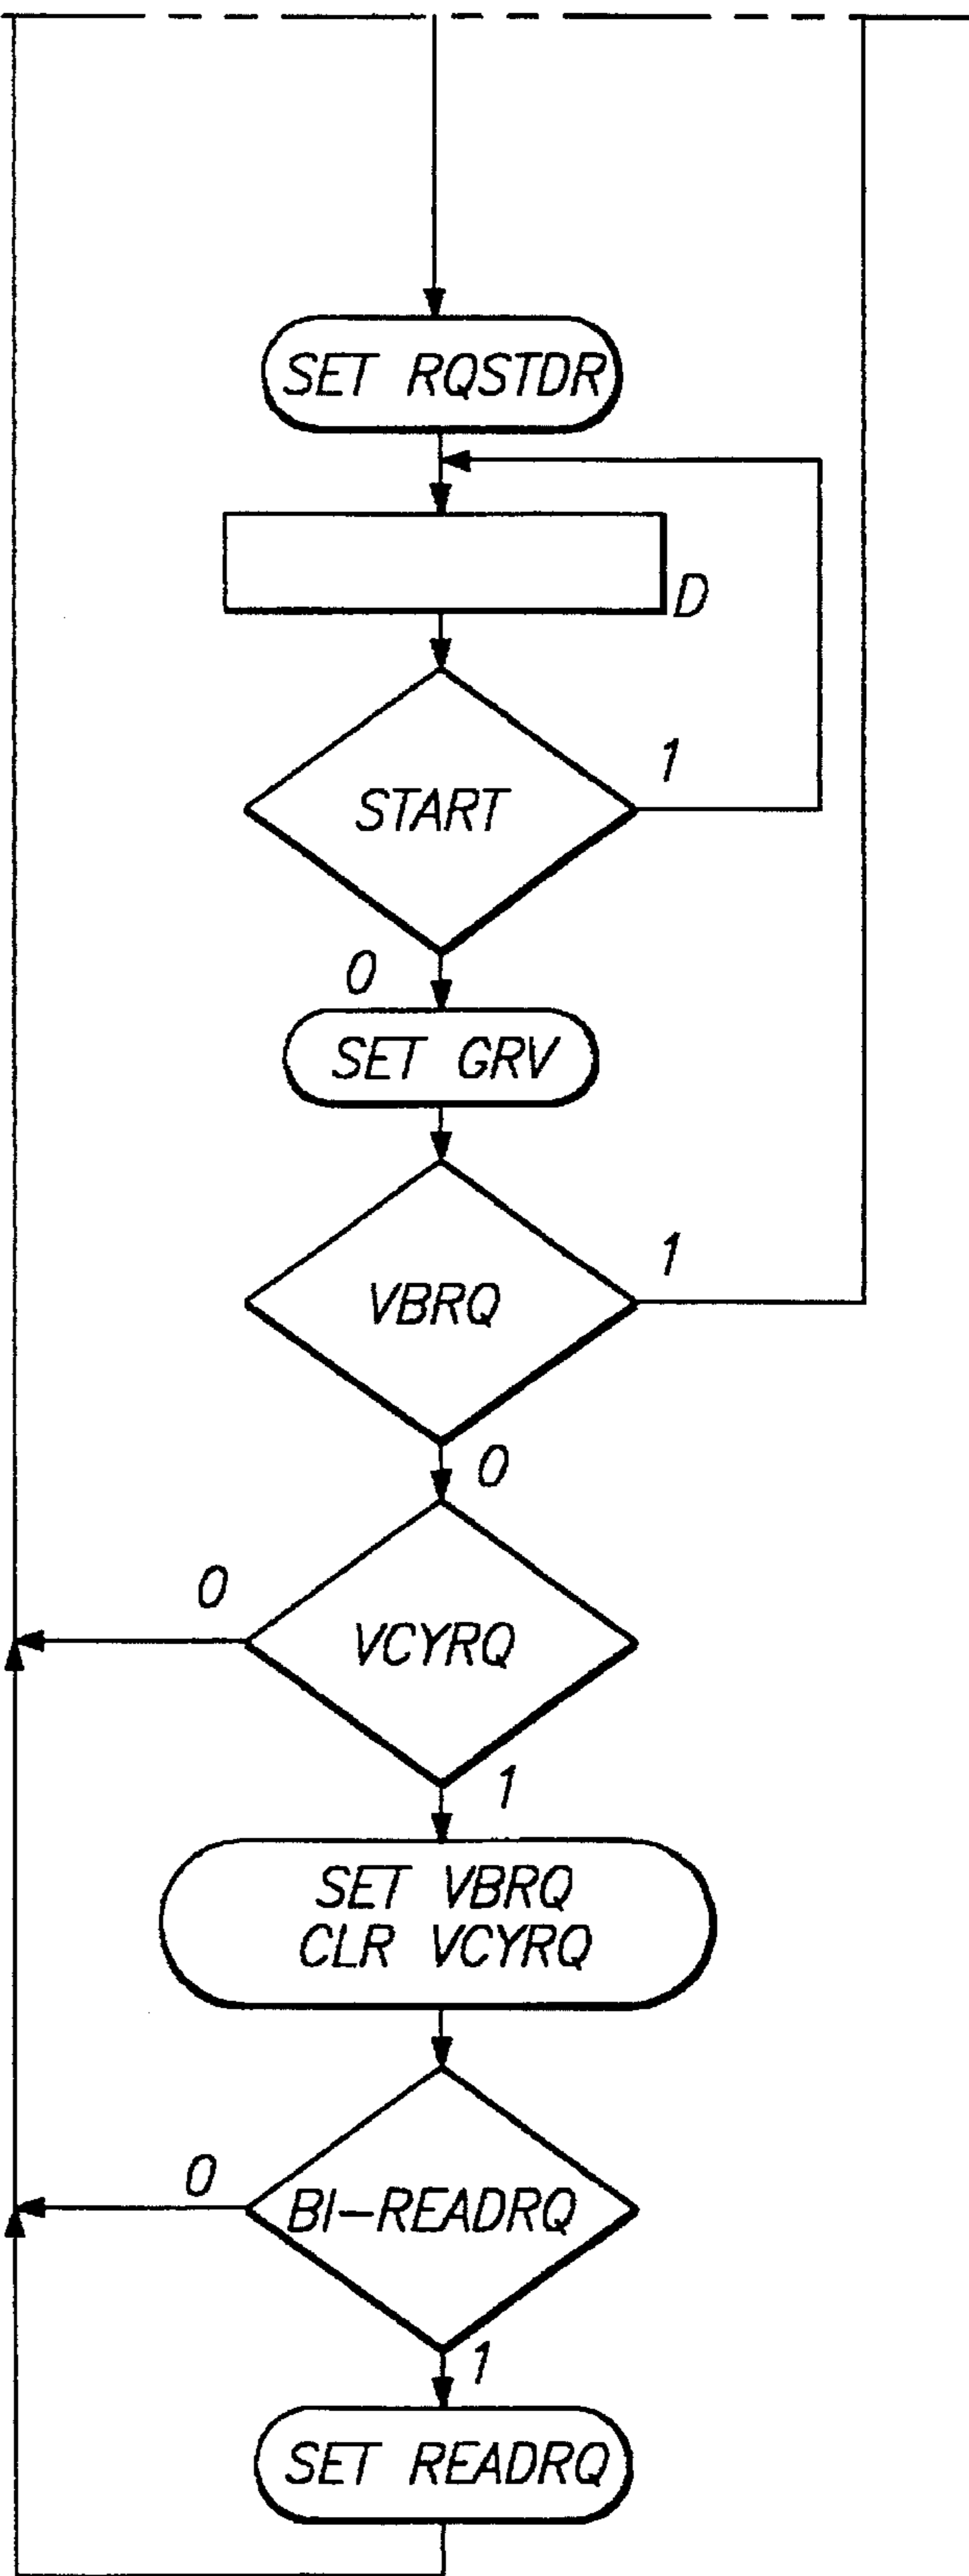 SET RQSTDR
D
1
START
0
SET GRV
1
VBRQ
0
0
VCYRQ
1
SET VBRQ
CLR VCYRQ
0
BI-READRQ
1
SET READRQ